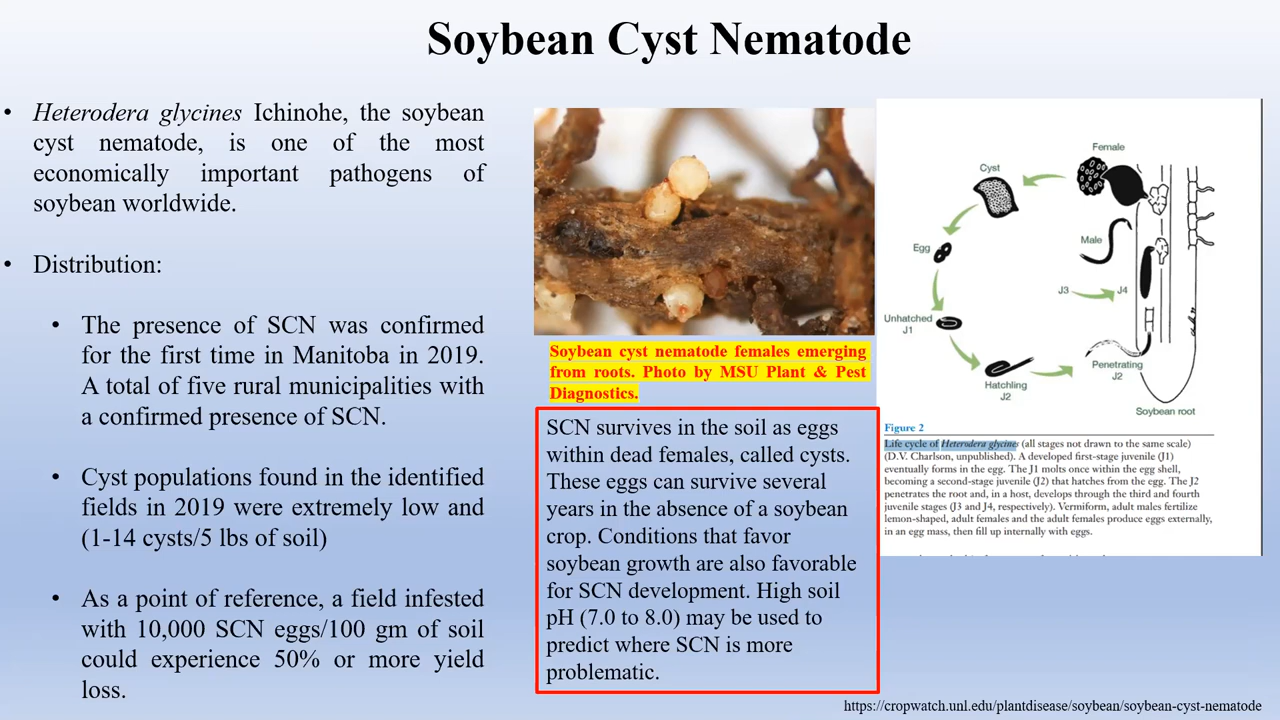 Soybean Cyst Nematode
• Heterodera glycines Ichinohe, the soybean
cyst nematode, is one of the most
economically important pathogens of
soybean worldwide.
• Distribution:
• The presence of SCN was confirmed
for the first time in Manitoba in 2019.
A total of five rural municipalities with
a confirmed presence of SCN.
• Cyst populations found in the identified
fields in 2019 were extremely low and
(1-14 cysts/5 lbs of soil)
• As a point of reference, a field infested
with 10,000 SCN eggs/100 gm of soil
could experience 50% or more yield
loss.
Soybean cyst nematode females emerging
from roots. Photo by MSU Plant & Pest
Diagnostics.
SCN survives in the soil as eggs
within dead females, called cysts.
These eggs can survive several
years in the absence of a soybean
crop. Conditions that favor
soybean growth are also favorable
for SCN development. High soil
pH (7.0 to 8.0) may be used to
predict where SCN is more
problematic.
Female
Cyst
Male
Egg
J3
J4
Unhatched
J1
Penetrating
J2
Hatchling
J2
Soybean root
Figure 2
Life cycle of Heterodera glycines (all stages not drawn to the same scale)
(D.V. Charlson, unpublished). A developed first-stage juvenile (J1)
eventually forms in the egg. The J1 molts once within the egg shell,
becoming a second-stage juvenile (J2) that hatches from the egg. The J2
penetrates the root and, in a host, develops through the third and fourth
juvenile stages (J3 and J4, respectively). Vermiform, adult males fertilize
lemon-shaped, adult females and the adult females produce eggs externally,
in an egg mass, then fill up internally with eggs.
https://cropwatch.unl.edu/plantdisease/soybean/soybean-cyst-nematode